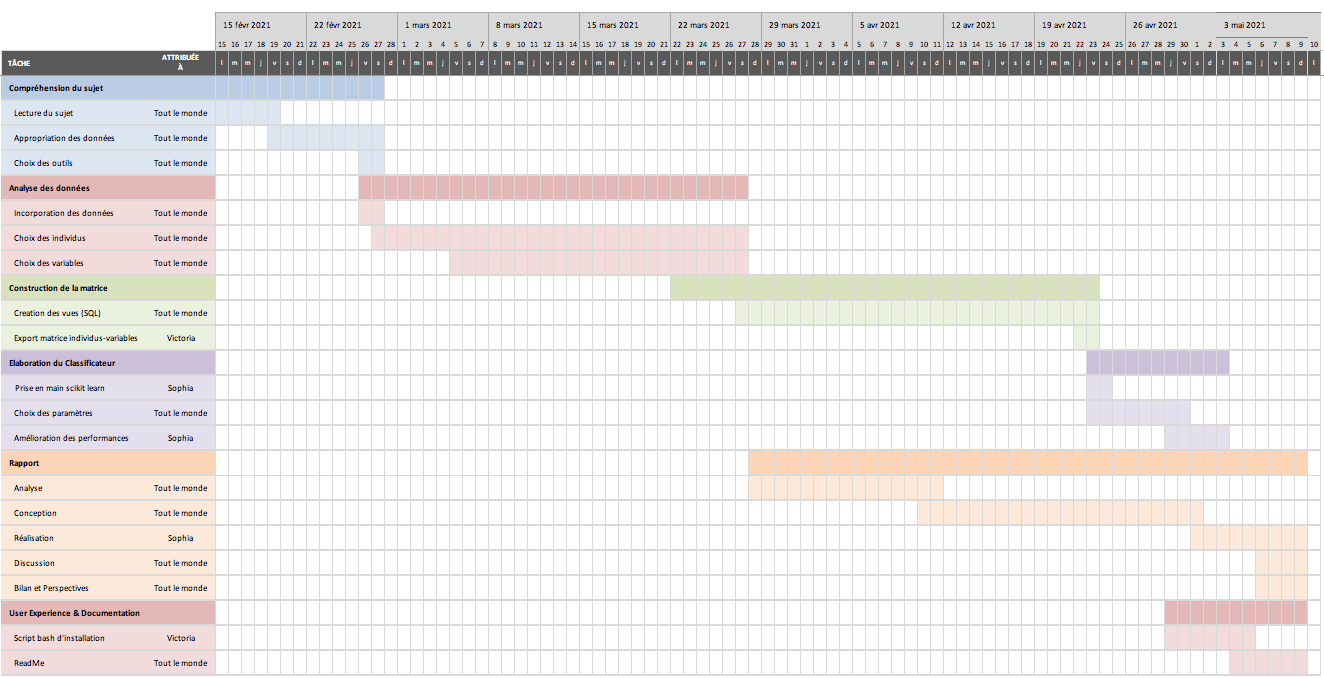 15 févr 2021 22 févr 2021 1 mars 2021 8 mars 2021 15 mars 2021 22 mars 2021 29 mars 2021 5 avr 2021 12 avr 2021 19 avr 2021 26 avr 2021 3 mai 2021
15 16 17 18 19 20 21 22 23 24 25 26 27 28 1 2 3 4 5 6 7 8 9 10 11 12 13 14 15 16 17 18 19 20 21 22 23 24 25 26 27 28 29 30 31 1 2 3 4 5 6 7 8 9 10 11 12 13 14 15 16 17 18 19 20 21 22 23 24 25 26 27 28 29 30 1 2 3 4 5 6 7 8 9 10
TÂCHE ATTRIBUÉE À l m m j v s d l m m j v s d l m m j v s d l m m j v s d l m m j v s d l m m j v s d l m m j v s d l m m j v s d l m m j v s d l m m j v s d l m m j v s d l m m j v s d l
Compréhension du sujet
Lecture du sujet Tout le monde
Appropriation des données Tout le monde
Choix des outils Tout le monde
Analyse des données
Incorporation des données Tout le monde
Choix des individus Tout le monde
Choix des variables Tout le monde
Construction de la matrice
Creation des vues (SQL) Tout le monde
Export matrice individus-variables Victoria
Elaboration du Classificateur
Prise en main scikit learn Sophia
Choix des paramètres Tout le monde
Amélioration des performances Sophia
Rapport
Analyse Tout le monde
Conception Tout le monde
Réalisation Sophia
Discussion Tout le monde
Bilan et Perspectives Tout le monde
User Experience & Documentation
Script bash d'installation Victoria
ReadMe Tout le monde